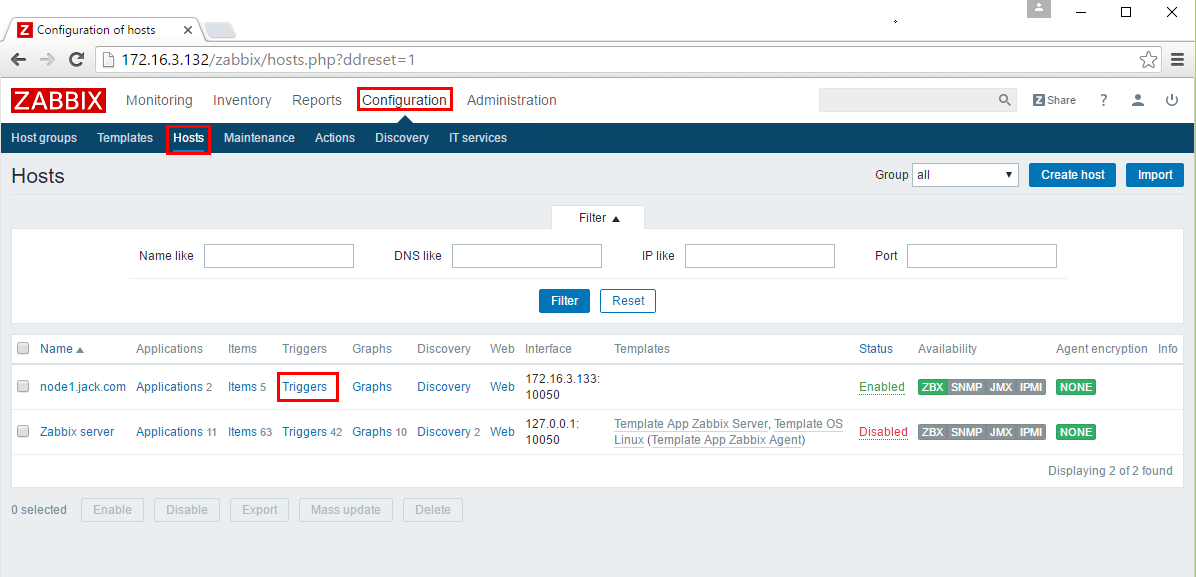 Z Configuration of hosts
172.16.3.132/zabbix/hosts.php?ddreset=1
ZABBIX Monitoring Inventory Reports Configuration Administration Z Share ?
Host groups Templates Hosts Maintenance Actions Discovery IT services
Hosts Group all Create host Import
Filter
Name like DNS like IP like Port
Filter Reset
Name Applications Items Triggers Graphs Discovery Web Interface Templates Status Availability Agent encryption Info
node1.jack.com Applications 2 Items 5 Triggers Graphs Discovery Web 172.16.3.133: Enabled ZBX SNMP JMX IPMI NONE
10050
Zabbix server Applications 11 Items 63 Triggers 42 Graphs 10 Discovery 2 Web 127.0.0.1: Template App Zabbix Server, Template OS Disabled ZBX SNMP JMX IPMI NONE
10050 Linux (Template App Zabbix Agent)
Displaying 2 of 2 found
0 selected Enable Disable Export Mass update Delete